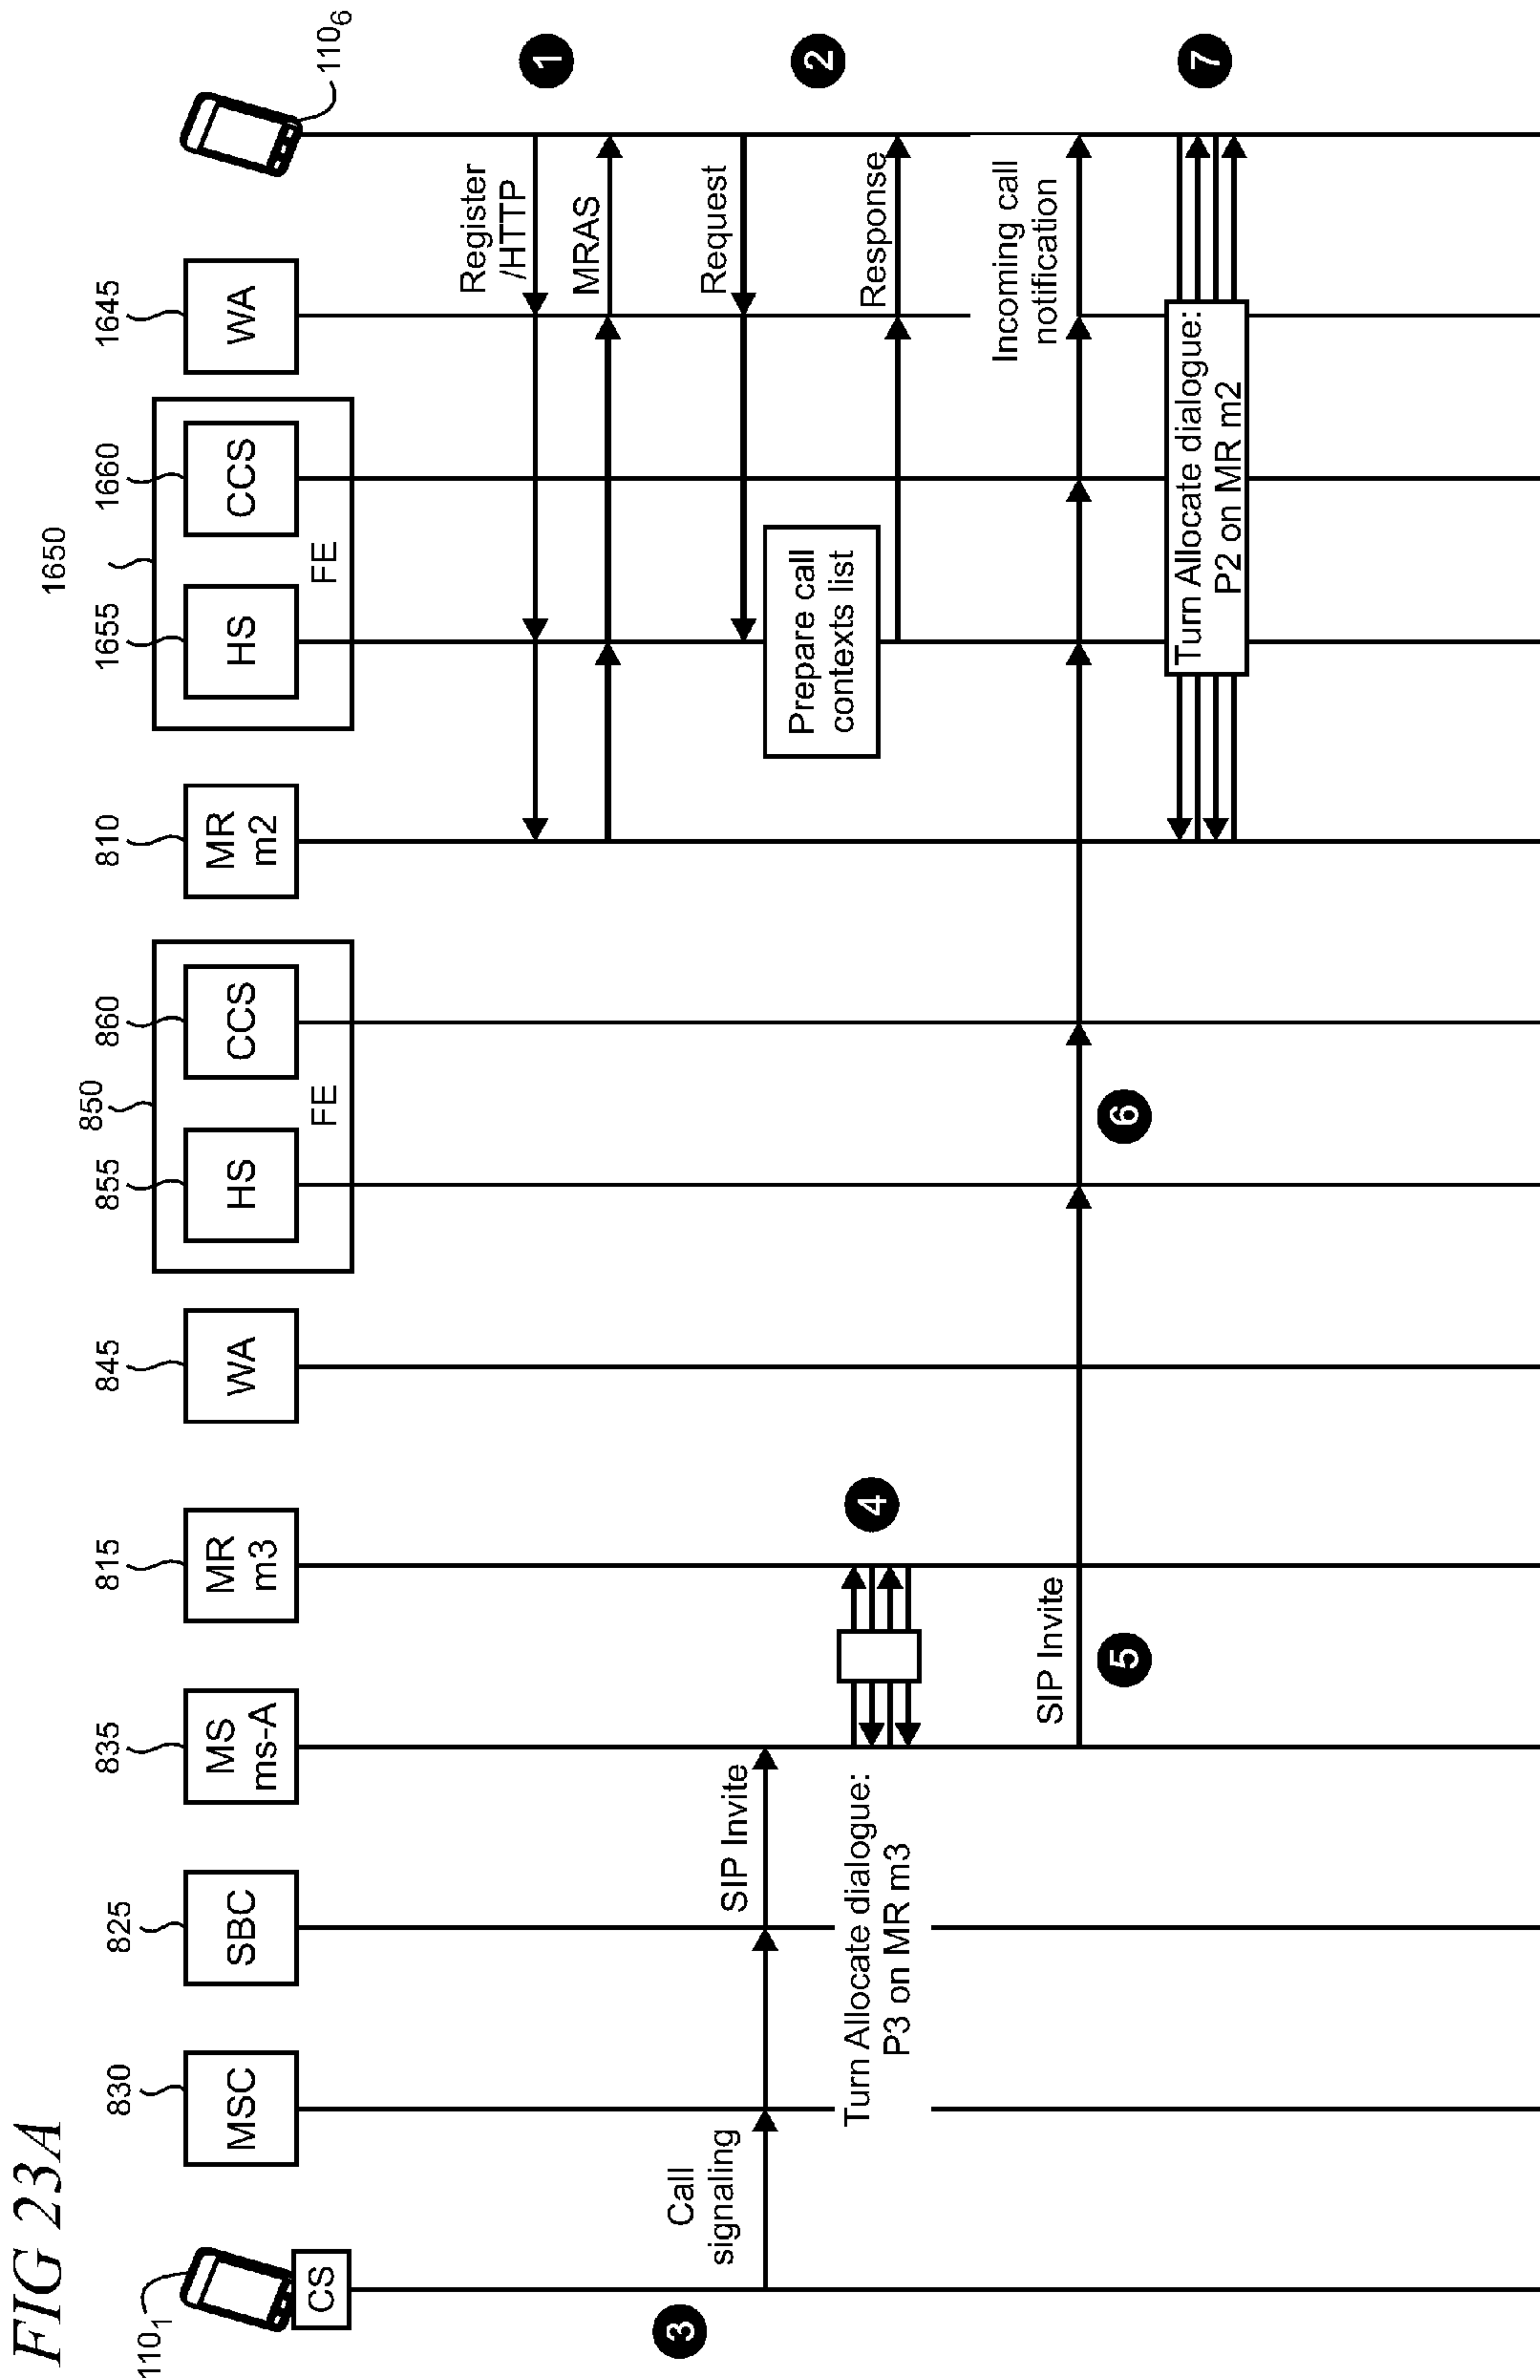 FIG 23A
110₁
CS
830
MSC
825
SBC
835
MS
ms-A
815
MR
m3
845
WA
850
855
HS
860
CCS
FE
810
MR
m2
1650
1655
HS
1660
CCS
FE
1645
WA
110₆
Register
/HTTP
MRAS
1
Request
2
Prepare call
contexts list
Response
3
Call
signaling
SIP Invite
Turn Allocate dialogue:
P3 on MR m3
4
SIP Invite
5
6
Incoming call
notification
Turn Allocate dialogue:
P2 on MR m2
7